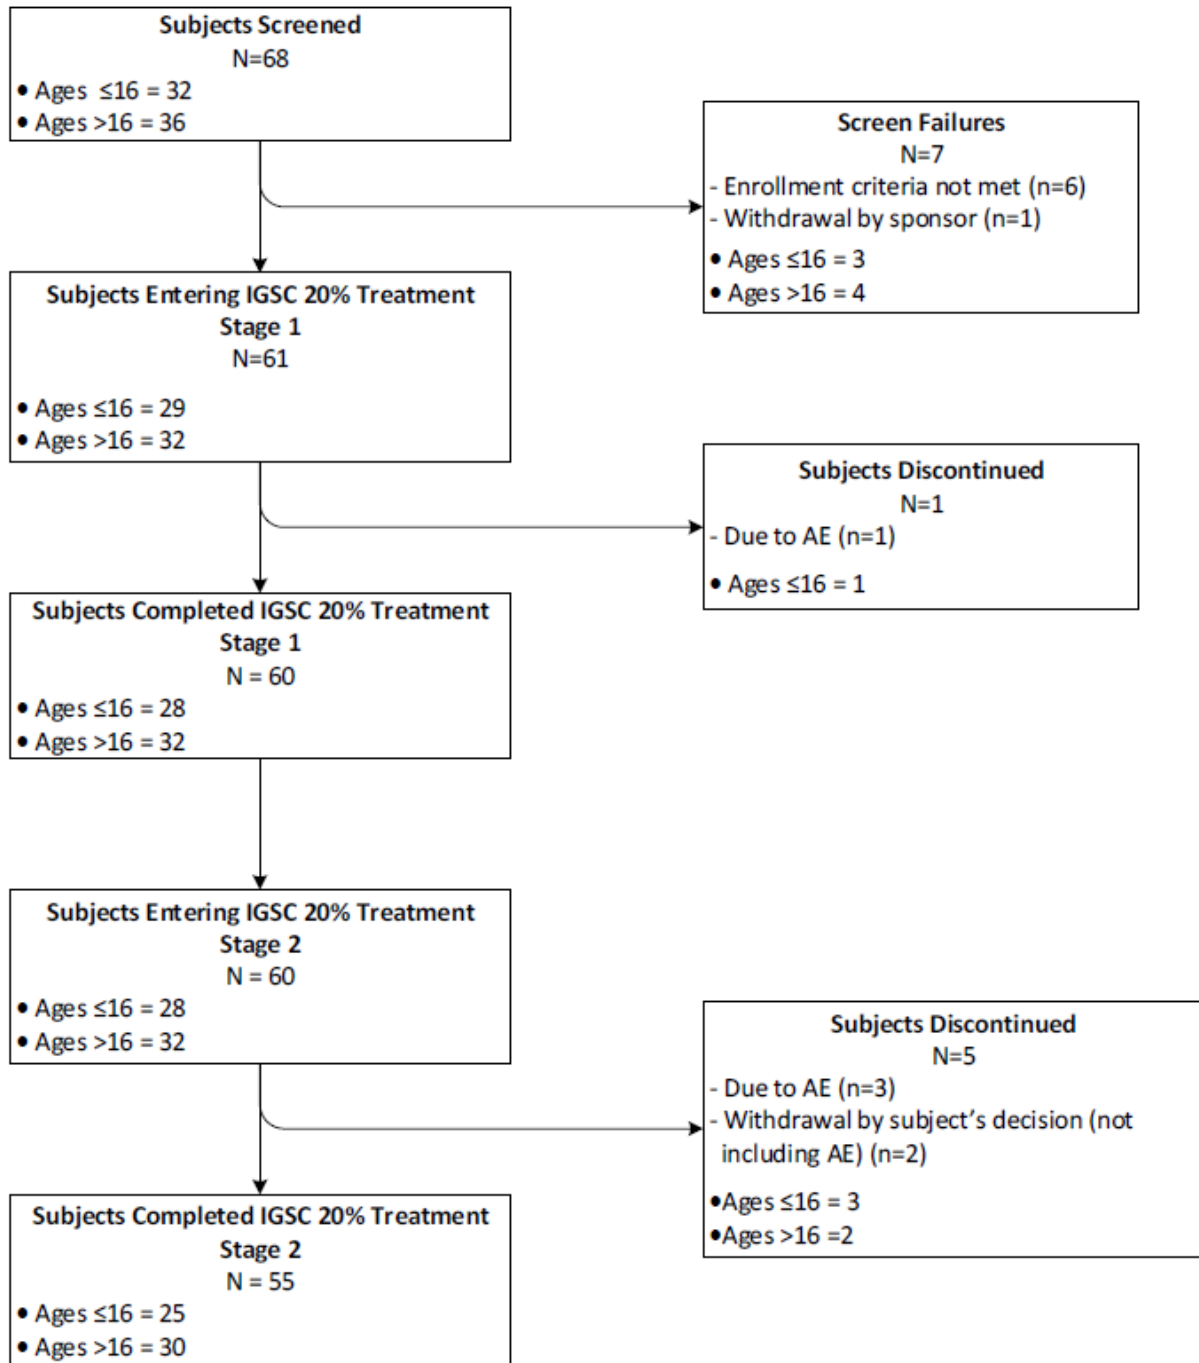 Subjects Screened
N=68
• Ages ≤16 = 32
• Ages >16 = 36
Screen Failures
N=7
- Enrollment criteria not met (n=6)
- Withdrawal by sponsor (n=1)
• Ages ≤16 = 3
• Ages >16 = 4
Subjects Entering IGSC 20% Treatment
Stage 1
N=61
• Ages ≤16 = 29
• Ages >16 = 32
Subjects Discontinued
N=1
- Due to AE (n=1)
• Ages ≤16 = 1
Subjects Completed IGSC 20% Treatment
Stage 1
N = 60
• Ages ≤16 = 28
• Ages >16 = 32
Subjects Entering IGSC 20% Treatment
Stage 2
N = 60
• Ages ≤16 = 28
• Ages >16 = 32
Subjects Discontinued
N=5
- Due to AE (n=3)
- Withdrawal by subject’s decision (not
including AE) (n=2)
•Ages ≤16 = 3
•Ages >16 =2
Subjects Completed IGSC 20% Treatment
Stage 2
N = 55
• Ages ≤16 = 25
• Ages >16 = 30